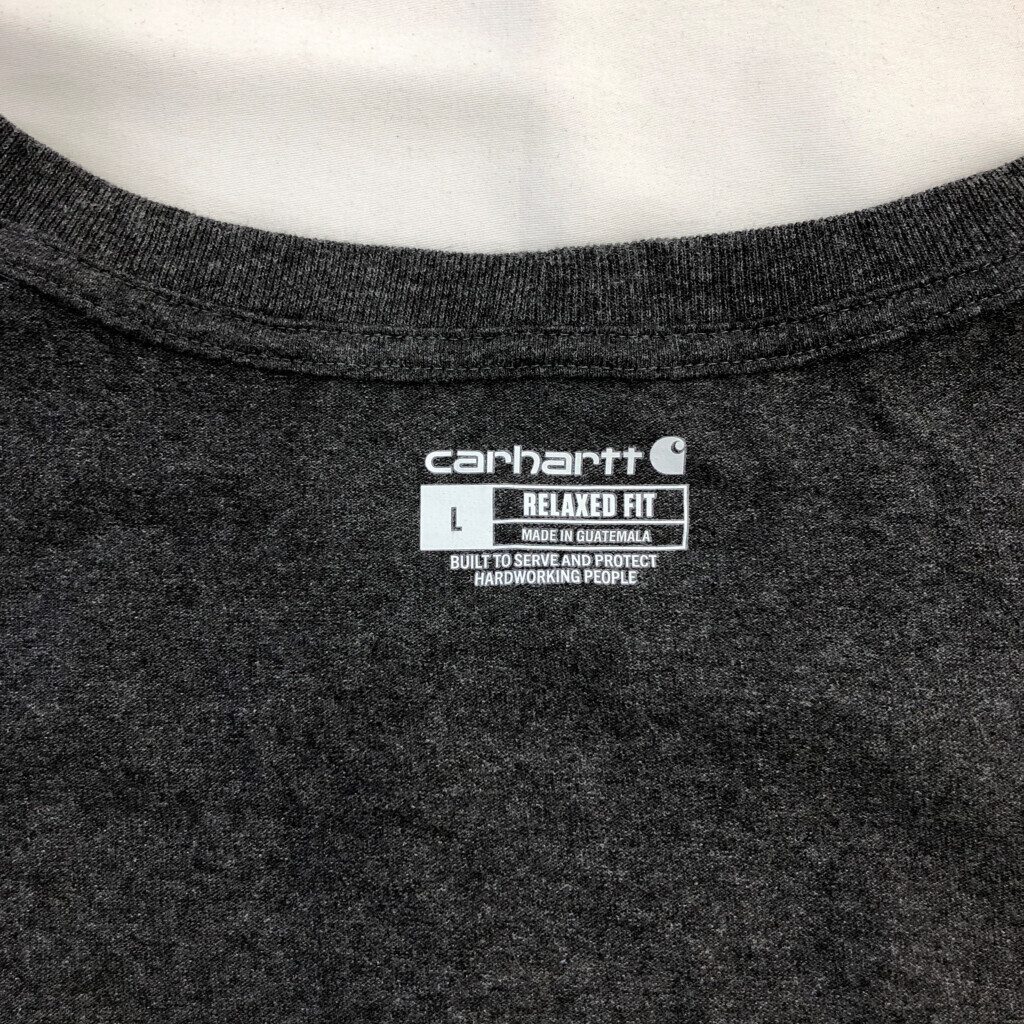 carhartt
L
RELAXED FIT
MADE IN GUATEMALA
BUILT TO SERVE AND PROTECT
HARDWORKING PEOPLE